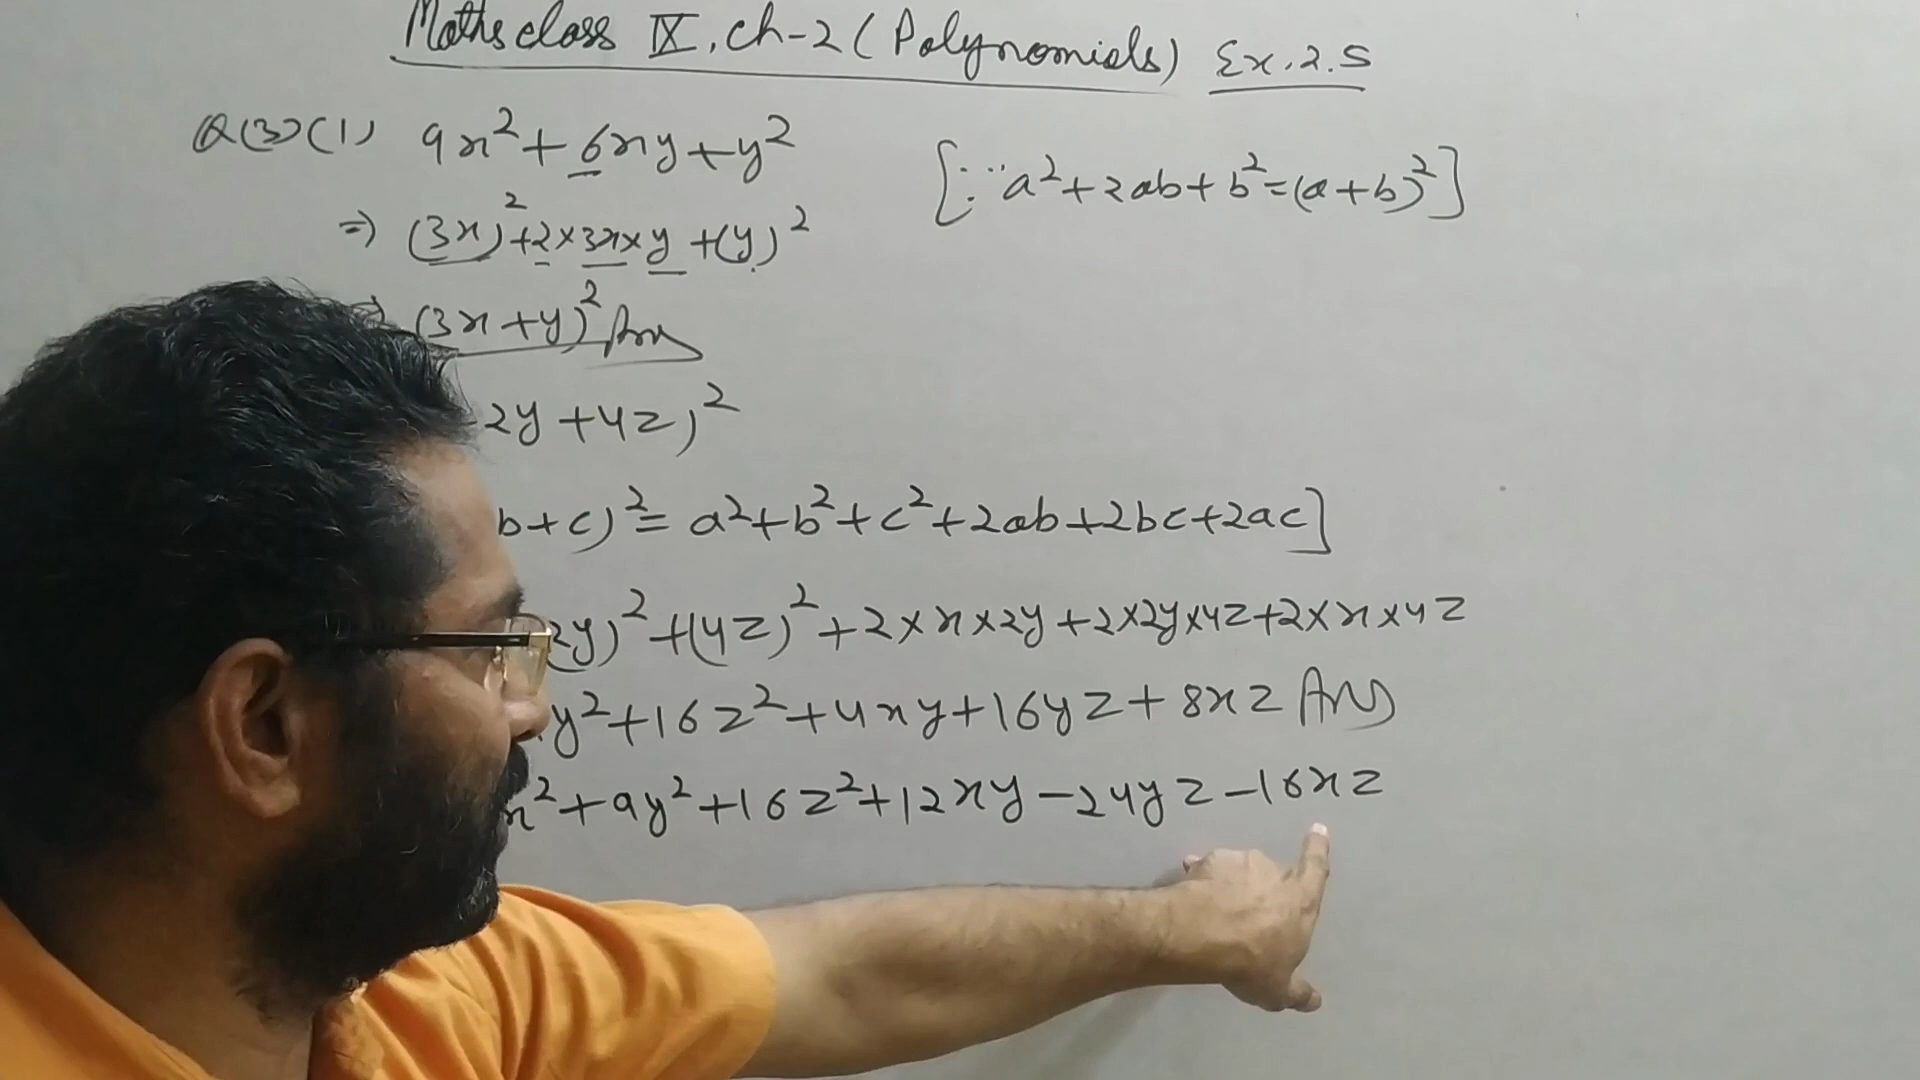 Maths class IX, Ch-2 (Polynomials) Ex. 2.5
Q(3)(1) 9x²+6xy+y²
[∵ a²+2ab+b²=(a+b)²]
⇒ (3x)²+2×3x×y+(y)²
⇒ (3x+y)² Ans
2y+4z)²
b+c)²= a²+b²+c²+2ab+2bc+2ac]
2y)²+(4z)²+2×x×2y+2×2y×4z+2×x×4z
y²+16z²+4xy+16yz+8xz Ans
x²+9y²+16z²+12xy-24yz-16xz